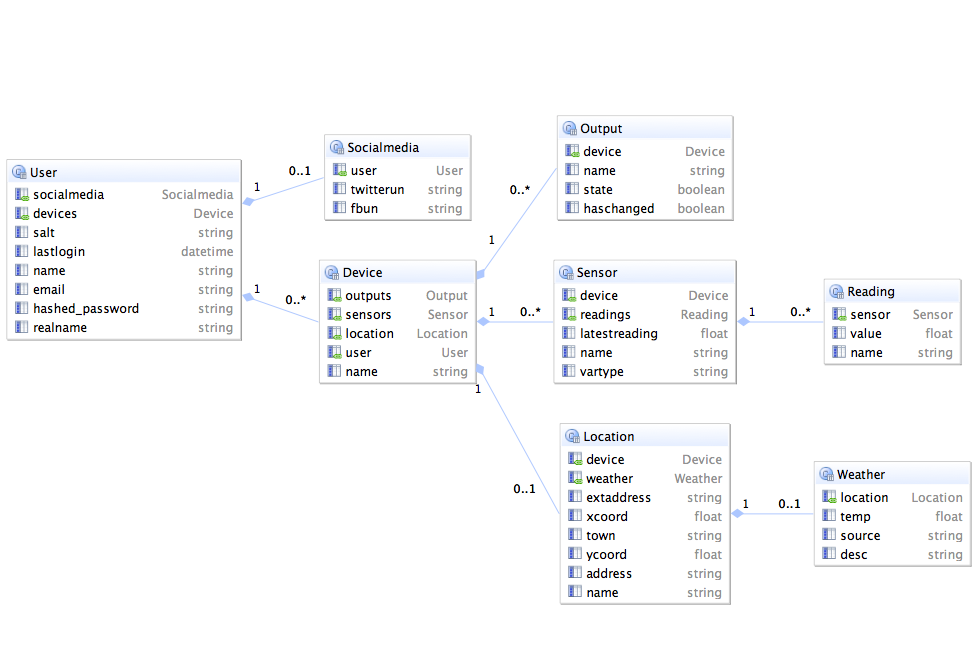 User
socialmedia Socialmedia
devices Device
salt string
lastlogin datetime
name string
email string
hashed_password string
realname string
1
0..1
1
0..*
Socialmedia
user User
twitterun string
fbun string
Device
outputs Output
sensors Sensor
location Location
user User
name string
1
0..*
1
0..*
1
0..1
Output
device Device
name string
state boolean
haschanged boolean
Sensor
device Device
readings Reading
latestreading float
name string
vartype string
1
0..*
Reading
sensor Sensor
value float
name string
Location
device Device
weather Weather
extaddress string
xcoord float
town string
ycoord float
address string
name string
1
0..1
Weather
location Location
temp float
source string
desc string